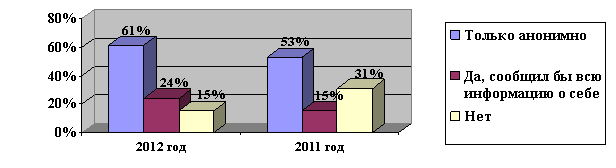 80%
60%
40%
20%
0%
61%
24%
15%
53%
15%
31%
2012 год
2011 год
Только анонимно
Да, сообщил бы всю
информацию о себе
Нет